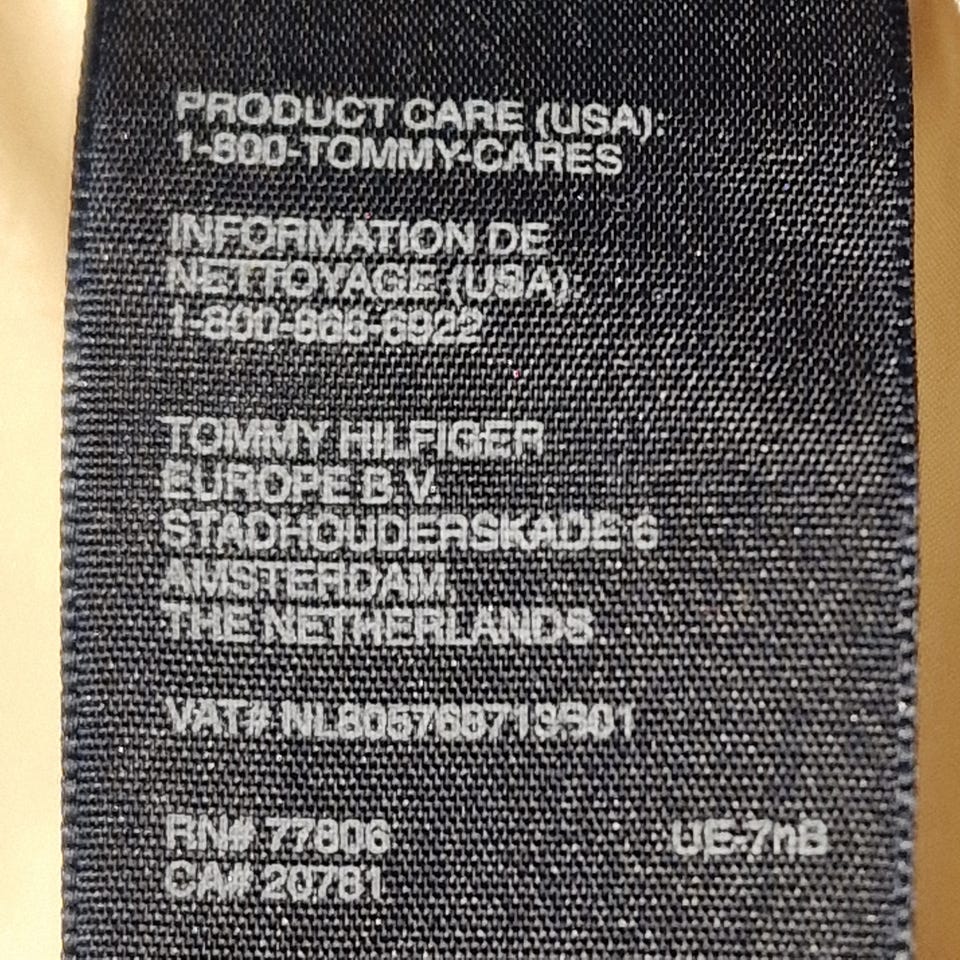 PRODUCT CARE (USA):
1-800-TOMMY-CARES
INFORMATION DE
NETTOYAGE (USA):
1-800-866-6922
TOMMY HILFIGER
EUROPE B.V.
STADHOUDERSKADE 6
AMSTERDAM,
THE NETHERLANDS
VAT#
RN# 77806
UE-7nB
CA# 20781